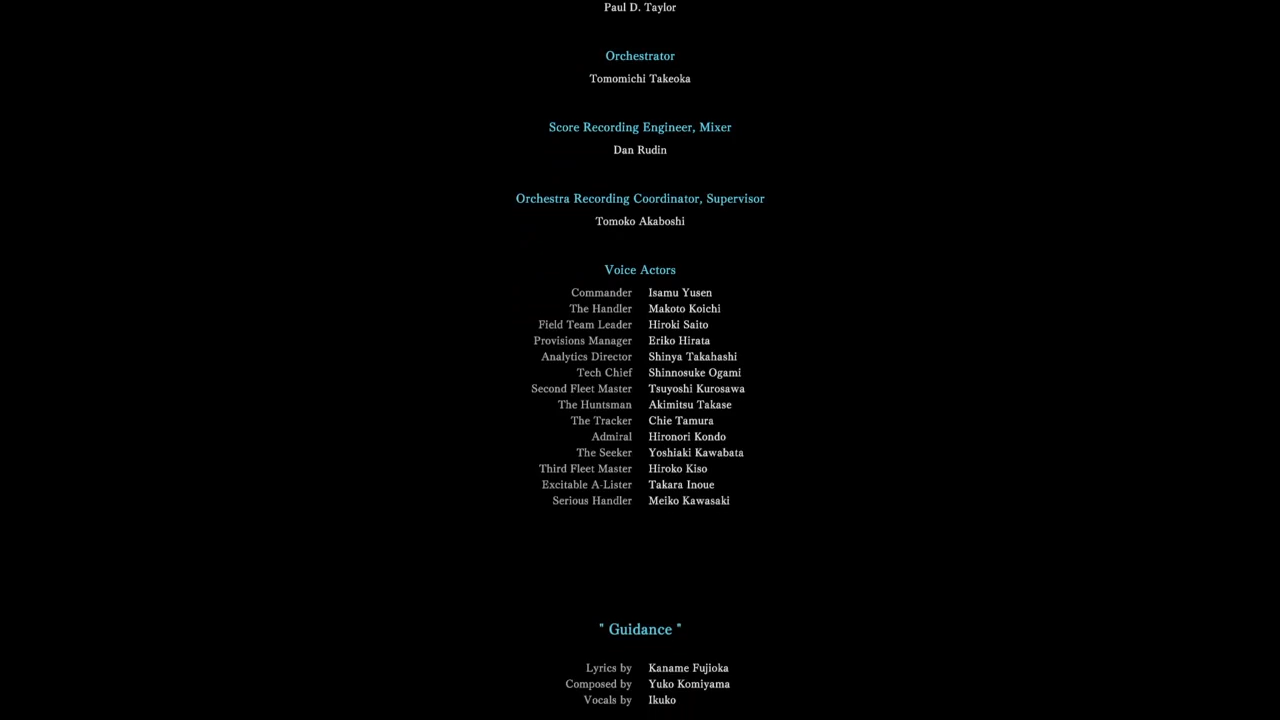 Paul D. Taylor
Orchestrator
Tomomichi Takeoka
Score Recording Engineer, Mixer
Dan Rudin
Orchestra Recording Coordinator, Supervisor
Tomoko Akaboshi
Voice Actors
Commander Isamu Yusen
The Handler Makoto Koichi
Field Team Leader Hiroki Saito
Provisions Manager Eriko Hirata
Analytics Director Shinya Takahashi
Tech Chief Shinnosuke Ogami
Second Fleet Master Tsuyoshi Kurosawa
The Huntsman Akimitsu Takase
The Tracker Chie Tamura
Admiral Hironori Kondo
The Seeker Yoshiaki Kawabata
Third Fleet Master Hiroko Kiso
Excitable A-Lister Takara Inoue
Serious Handler Meiko Kawasaki
" Guidance "
Lyrics by Kaname Fujioka
Composed by Yuko Komiyama
Vocals by Ikuko